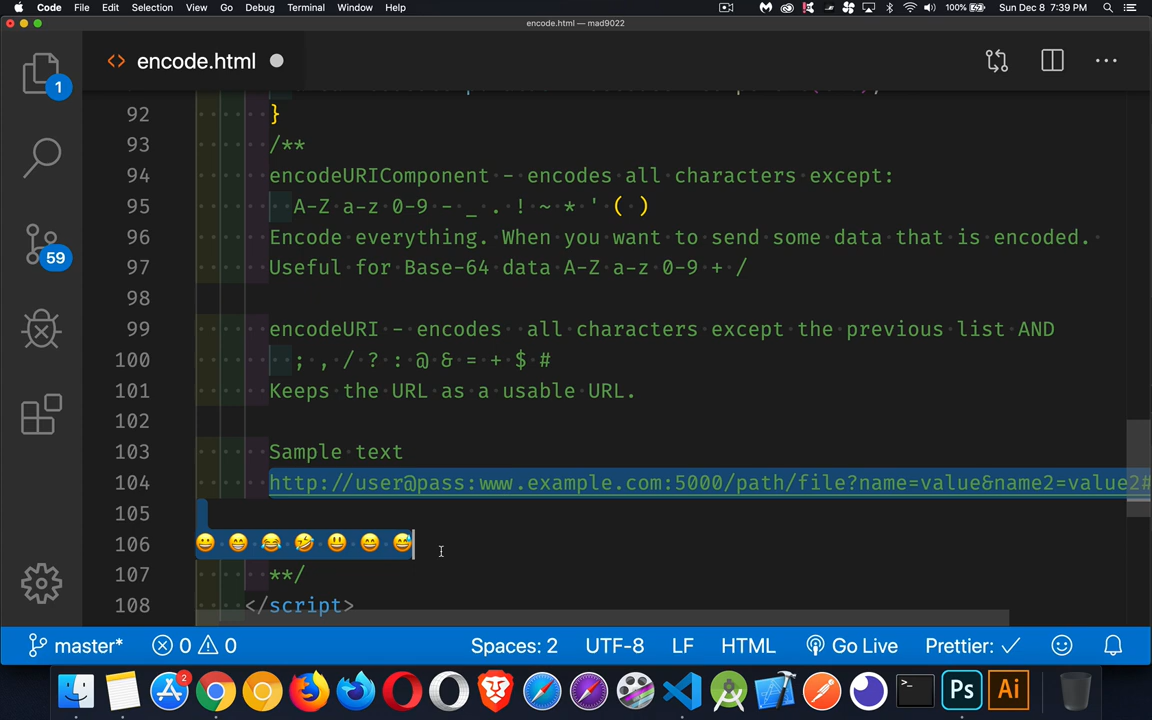 Code File Edit Selection View Go Debug Terminal Window Help 100% Sun Dec 8 7:39 PM
encode.html — mad9022
<> encode.html
1
59
92 }
93 /**
94 encodeURIComponent - encodes all characters except:
95 A-Z a-z 0-9 - _ . ! ~ * ' ( )
96 Encode everything. When you want to send some data that is encoded.
97 Useful for Base-64 data A-Z a-z 0-9 + /
98
99 encodeURI - encodes  all characters except the previous list AND
100 ; , / ? : @ & = + $ #
101 Keeps the URL as a usable URL.
102
103 Sample text
104 http://user@pass:www.example.com:5000/path/file?name=value&name2=value2#
105
106 😀 😁 😂 🤣 😃 😄 😅
107 **/
108 </script>
master* 0 0 Spaces: 2 UTF-8 LF HTML Go Live Prettier: ✓
2
>_
Ps
Ai